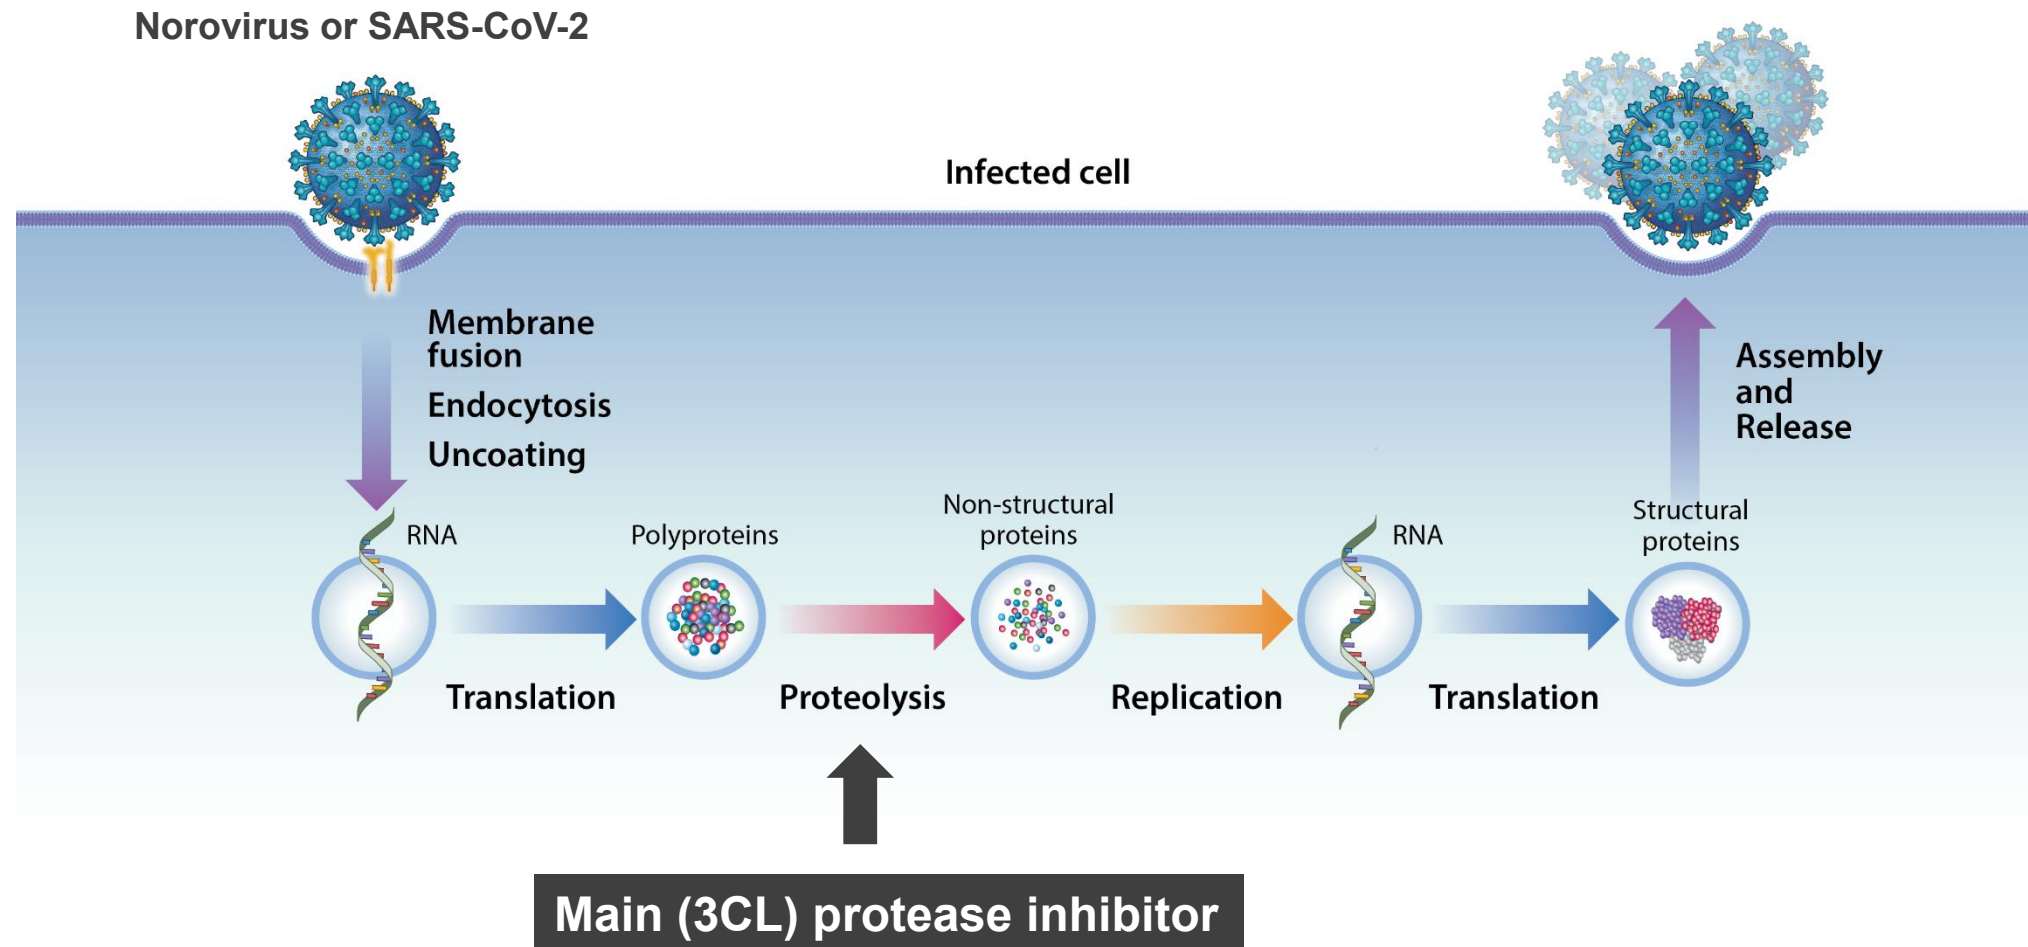 Norovirus or SARS-CoV-2
Infected cell
Membrane
fusion
Endocytosis
Uncoating
Assembly
and
Release
RNA
Polyproteins
Non-structural
proteins
RNA
Structural
proteins
Translation
Proteolysis
Replication
Translation
Main (3CL) protease inhibitor